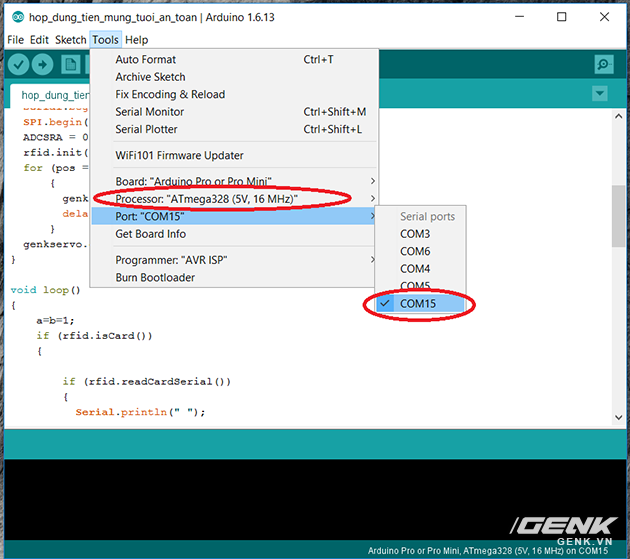 hop_dung_tien_mung_tuoi_an_toan | Arduino 1.6.13
File Edit Sketch Tools Help
Auto Format Ctrl+T
Archive Sketch
Fix Encoding & Reload
Serial Monitor Ctrl+Shift+M
Serial Plotter Ctrl+Shift+L
WiFi101 Firmware Updater
Board: "Arduino Pro or Pro Mini"
Processor: "ATmega328 (5V, 16 MHz)"
Port: "COM15"
Get Board Info
Programmer: "AVR ISP"
Burn Bootloader
Serial ports
COM3
COM6
COM4
COM5
COM15
hop_dung_tien
SPI.begin(
ADCSRA = 0
rfid.init(
for (pos =
{
genk
dela
}
genkservo.
}
void loop()
{
a=b=1;
if (rfid.isCard())
{
if (rfid.readCardSerial())
{
Serial.println(" ");
GENK
GENK.VN
Arduino Pro or Pro Mini, ATmega328 (5V, 16 MHz) on COM15